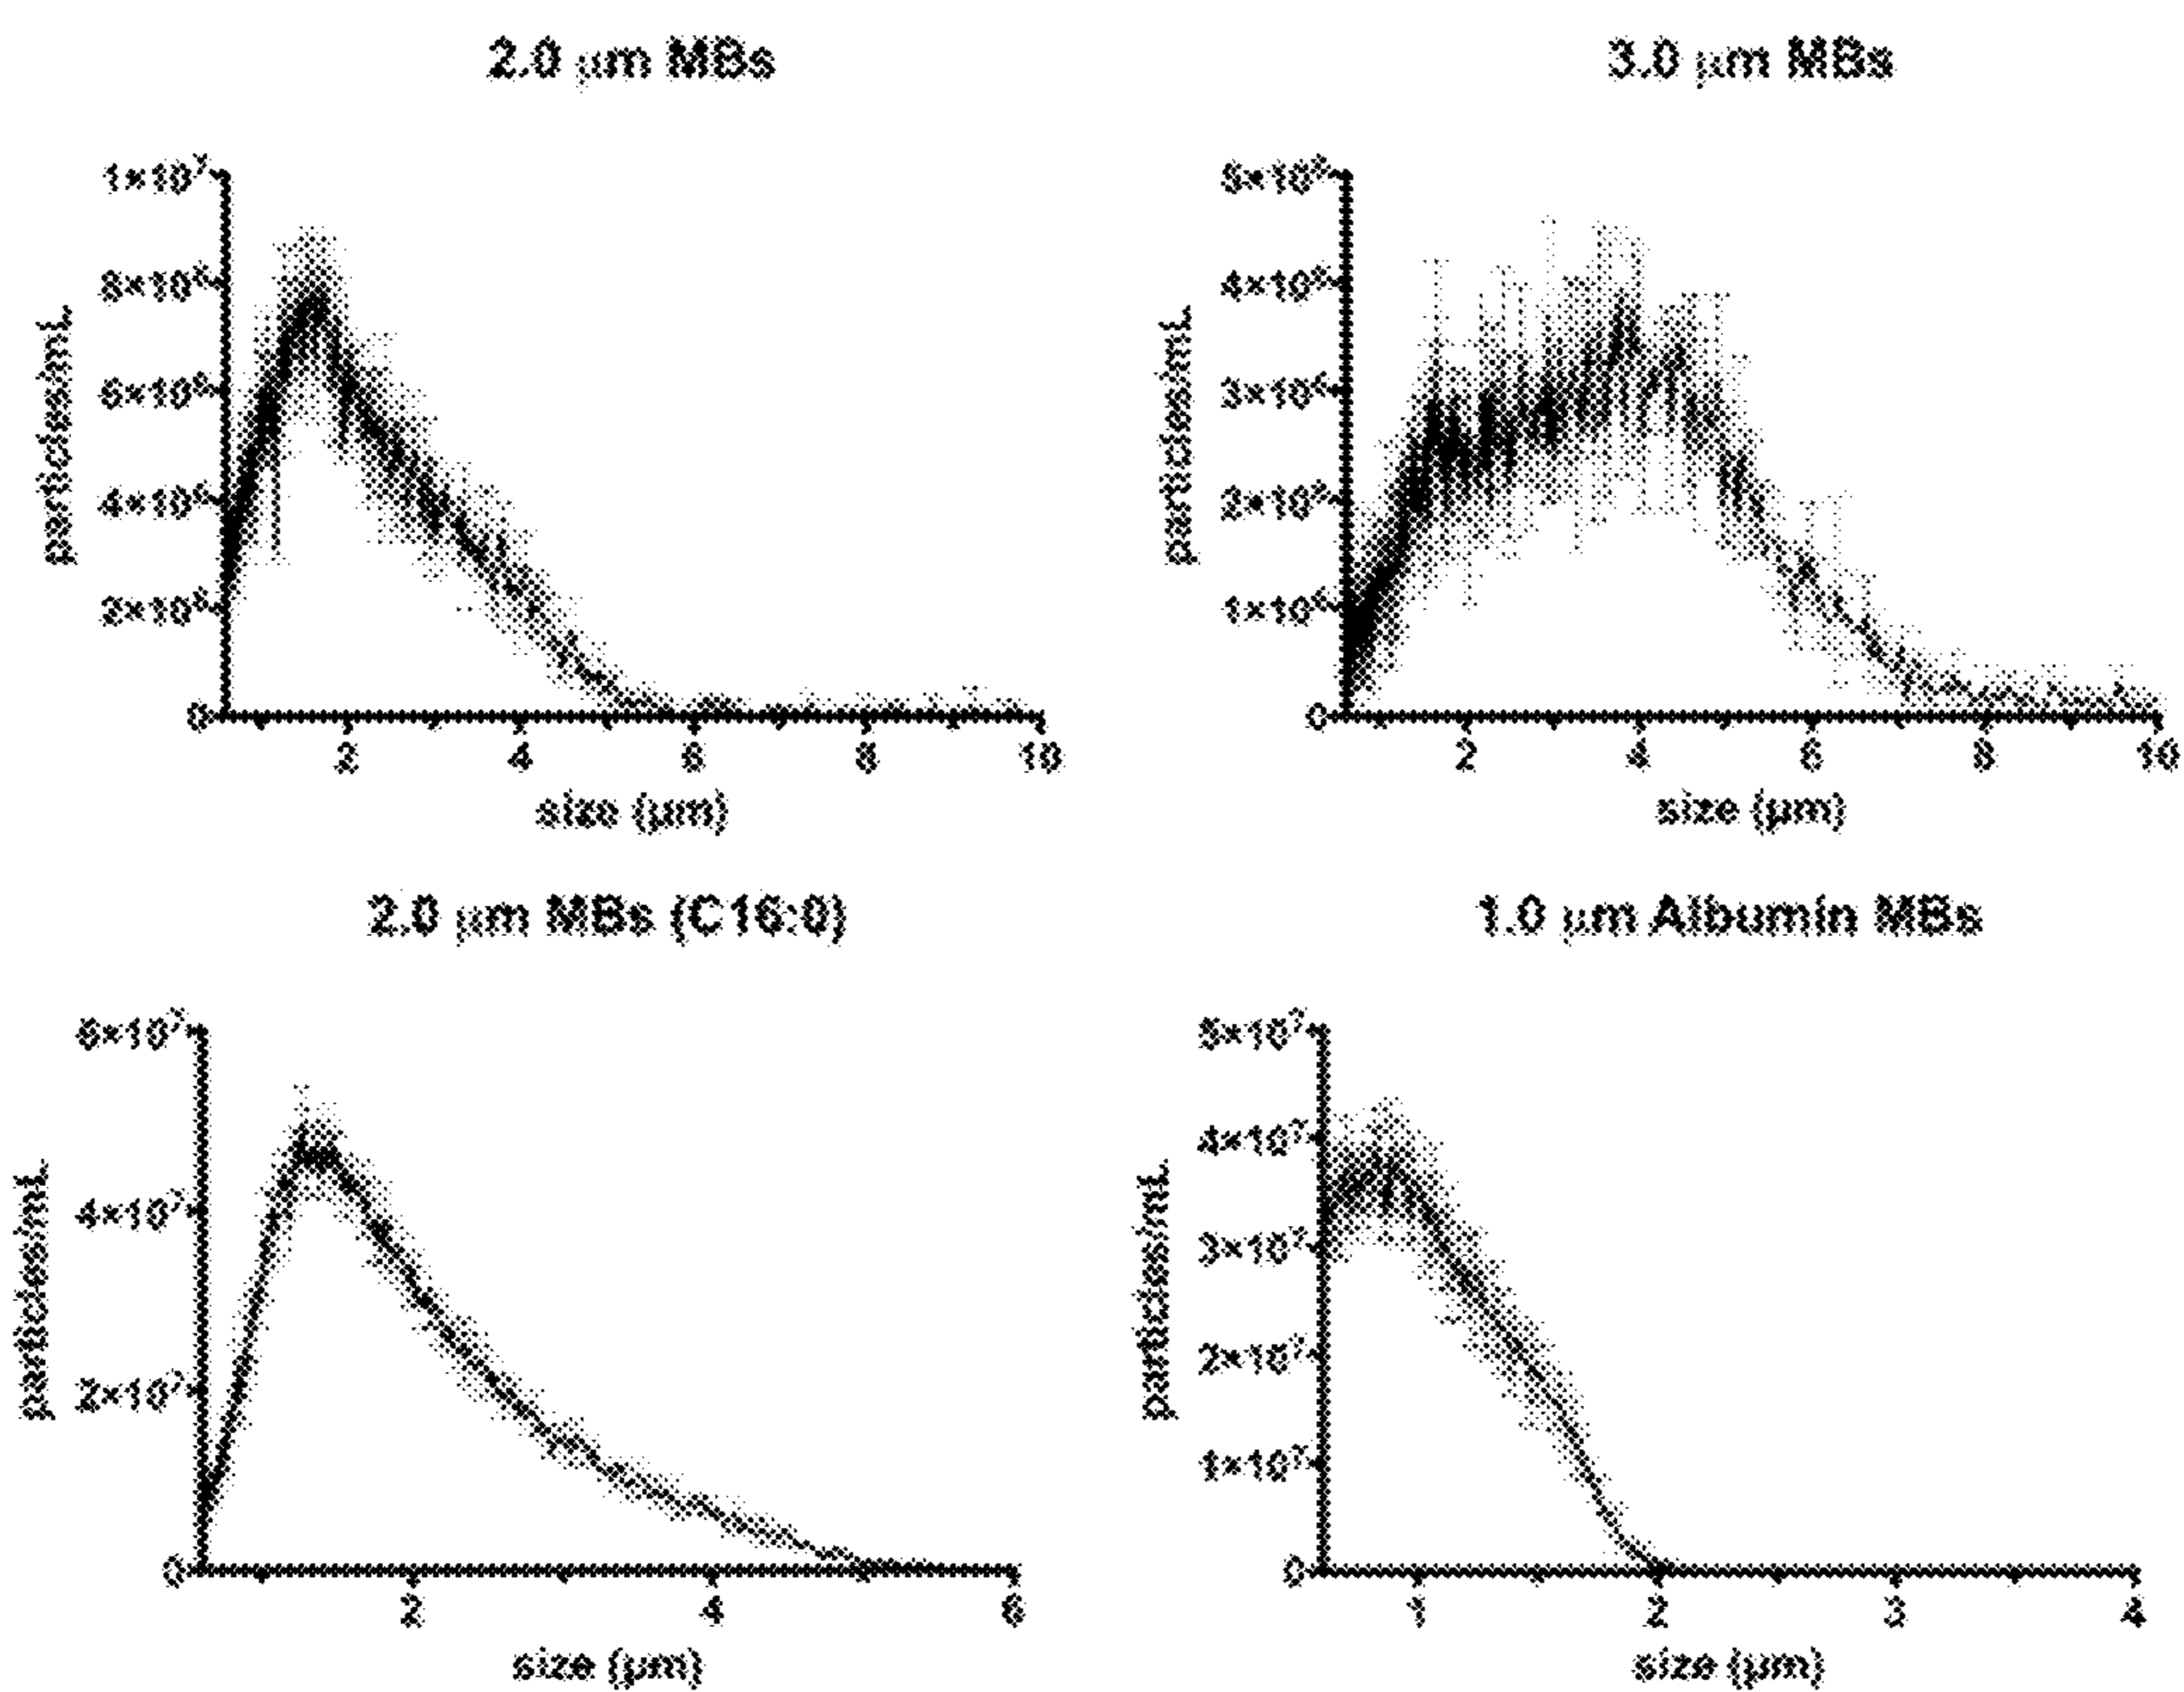 2.0 μm MBs
1×10⁷
8×10⁶
6×10⁶
4×10⁶
2×10⁶
0
particles/mL
2 4 6 8 10
size (μm)
3.0 μm MBs
5×10⁶
4×10⁶
3×10⁶
2×10⁶
1×10⁶
0
particles/mL
2 4 6 8 10
size (μm)
2.0 μm MBs (C16:0)
6×10⁷
4×10⁷
2×10⁷
0
particles/mL
2 4 6
size (μm)
1.0 μm Albumin MBs
5×10⁷
4×10⁷
3×10⁷
2×10⁷
1×10⁷
0
particles/mL
1 2 3 4
size (μm)